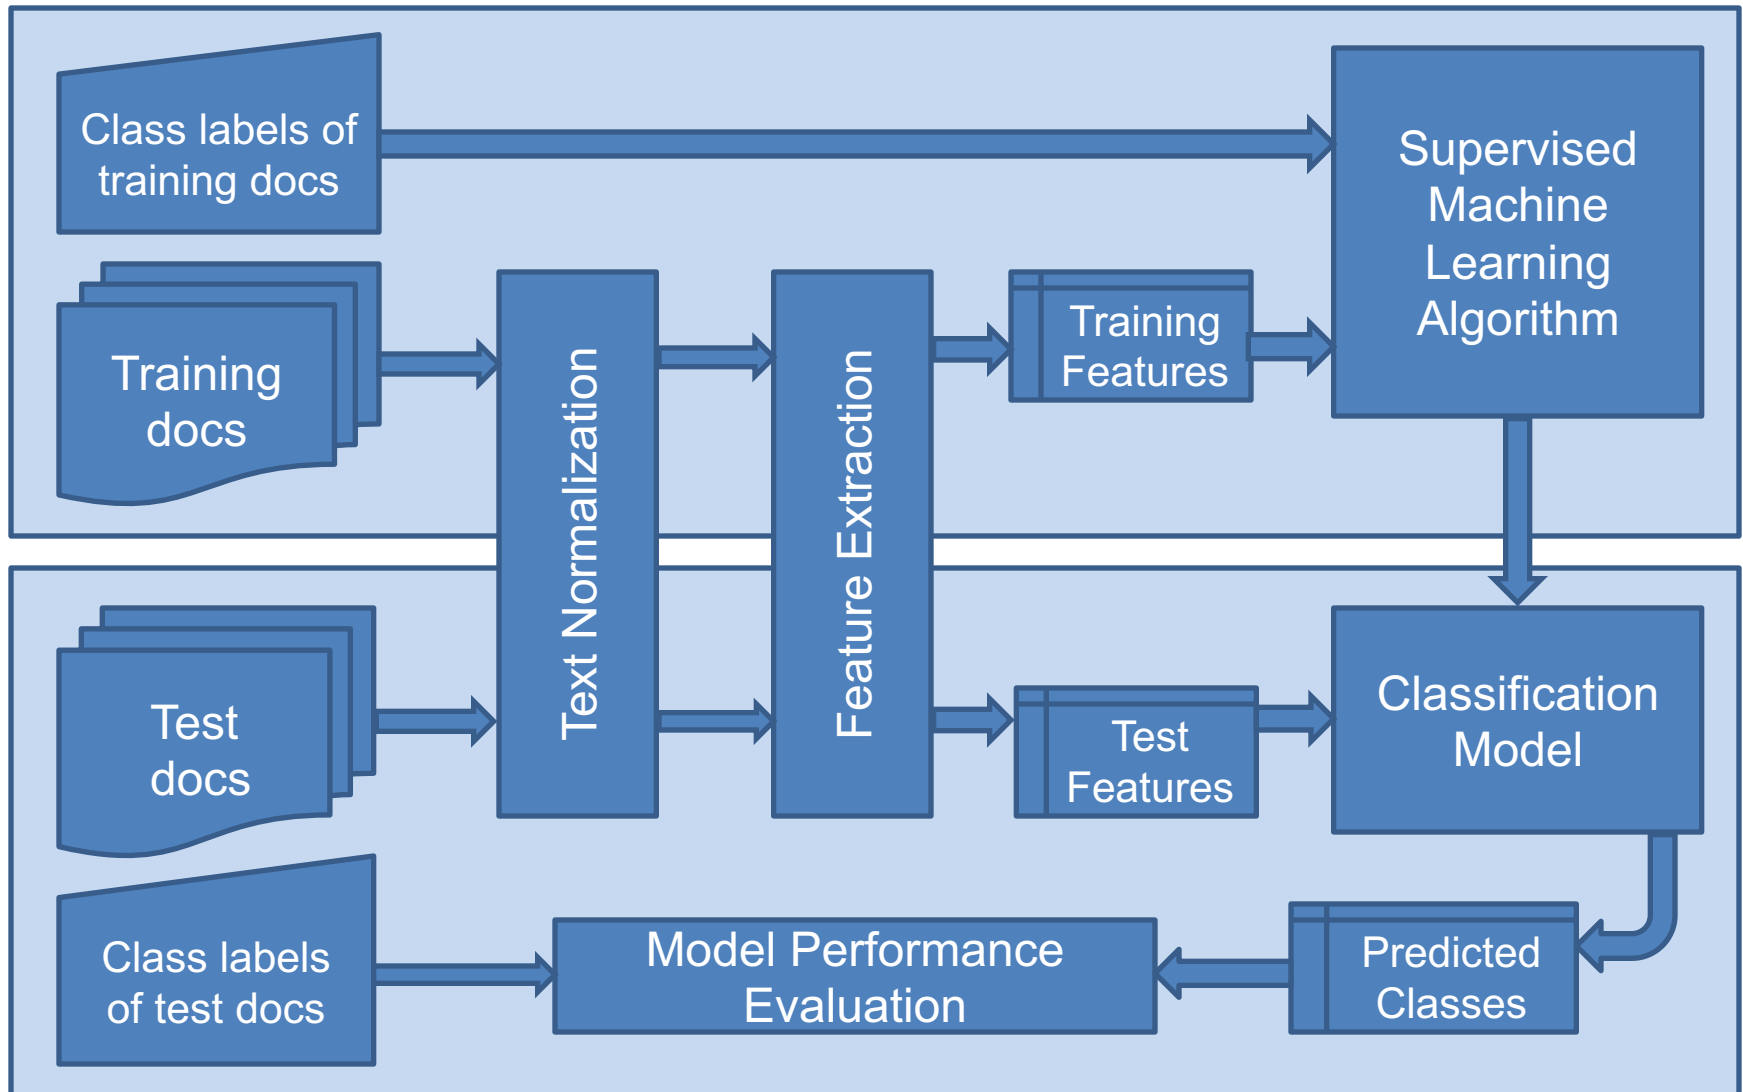 Class labels of
training docs
Supervised
Machine
Learning
Algorithm
Training
docs
Text Normalization
Feature Extraction
Training
Features
Test
docs
Test
Features
Classification
Model
Class labels
of test docs
Model Performance
Evaluation
Predicted
Classes